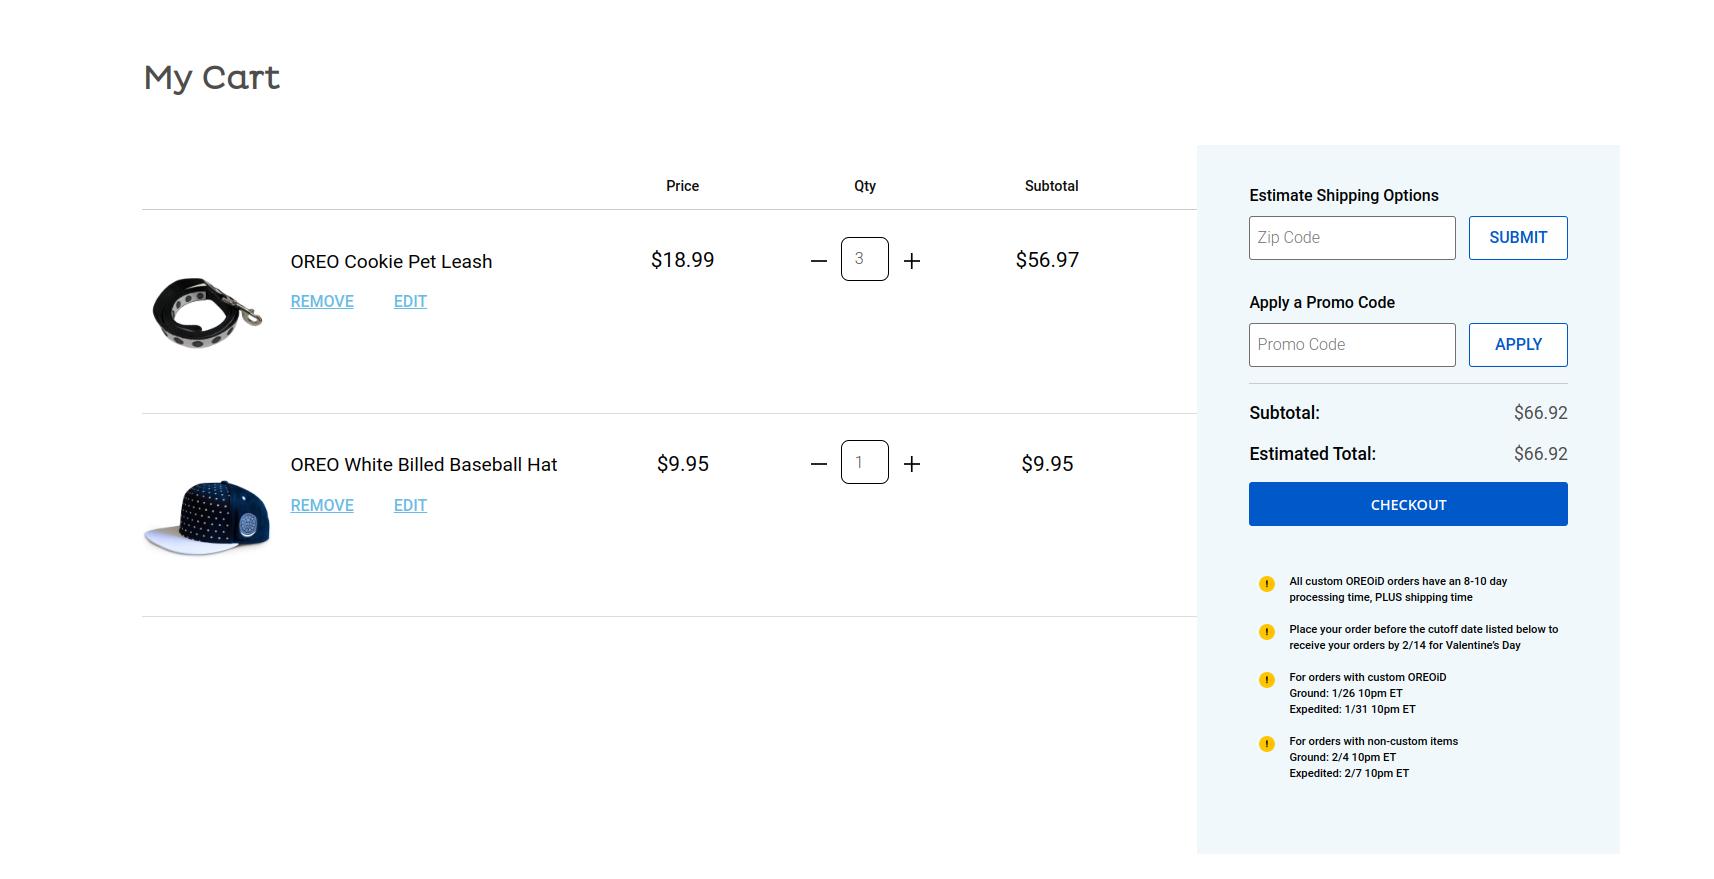 My Cart
Price Qty Subtotal
OREO Cookie Pet Leash $18.99 3 $56.97
REMOVE EDIT
OREO White Billed Baseball Hat $9.95 1 $9.95
REMOVE EDIT
Estimate Shipping Options
Zip Code SUBMIT
Apply a Promo Code
Promo Code APPLY
Subtotal: $66.92
Estimated Total: $66.92
CHECKOUT
All custom OREOiD orders have an 8-10 day
processing time, PLUS shipping time
Place your order before the cutoff date listed below to
receive your orders by 2/14 for Valentine's Day
For orders with custom OREOiD
Ground: 1/26 10pm ET
Expedited: 1/31 10pm ET
For orders with non-custom items
Ground: 2/4 10pm ET
Expedited: 2/7 10pm ET